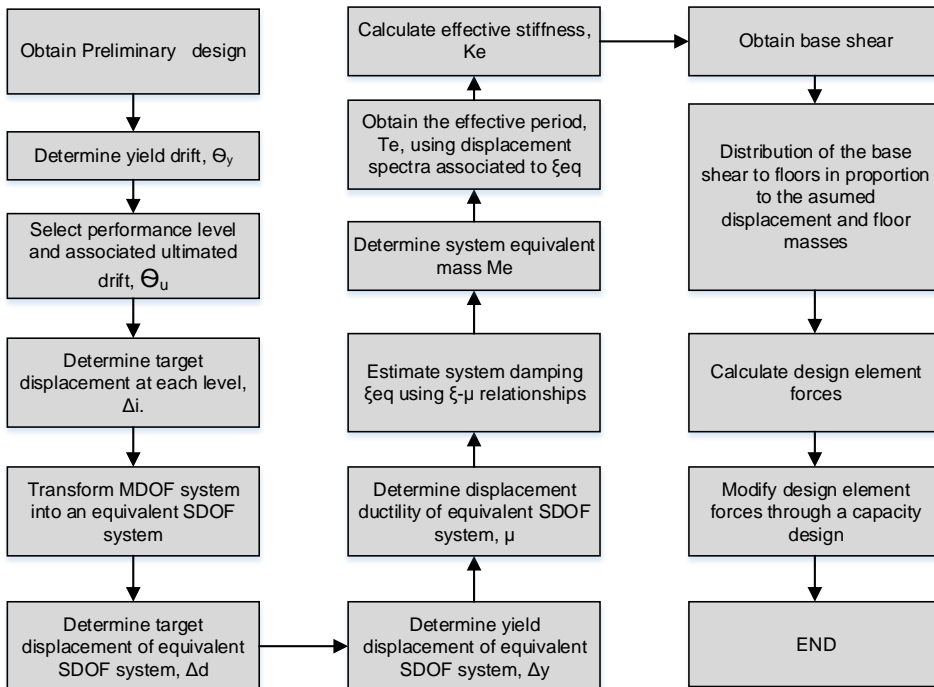 Obtain Preliminary design
Determine yield drift, Θy
Select performance level
and associated ultimated
drift, Θu
Determine target
displacement at each level,
Δi.
Transform MDOF system
into an equivalent SDOF
system
Determine target
displacement of equivalent
SDOF system, Δd
Determine yield
displacement of equivalent
SDOF system, Δy
Determine displacement
ductility of equivalent SDOF
system, μ
Estimate system damping
ξeq using ξ-μ relationships
Determine system equivalent
mass Me
Obtain the effective period,
Te, using displacement
spectra associated to ξeq
Calculate effective stiffness,
Ke
Obtain base shear
Distribution of the base
shear to floors in proportion
to the asumed
displacement and floor
masses
Calculate design element
forces
Modify design element
forces through a capacity
design
END